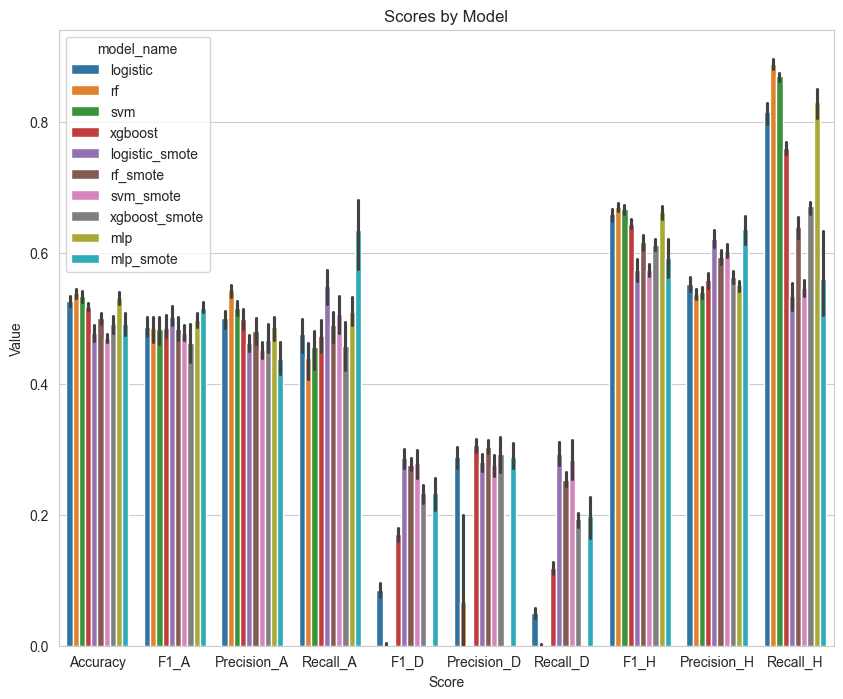 Scores by Model
model_name
logistic
rf
svm
xgboost
logistic_smote
rf_smote
svm_smote
xgboost_smote
mlp
mlp_smote
Value
0.8
0.6
0.4
0.2
0.0
Accuracy F1_A Precision_A Recall_A F1_D Precision_D Recall_D F1_H Precision_H Recall_H
Score